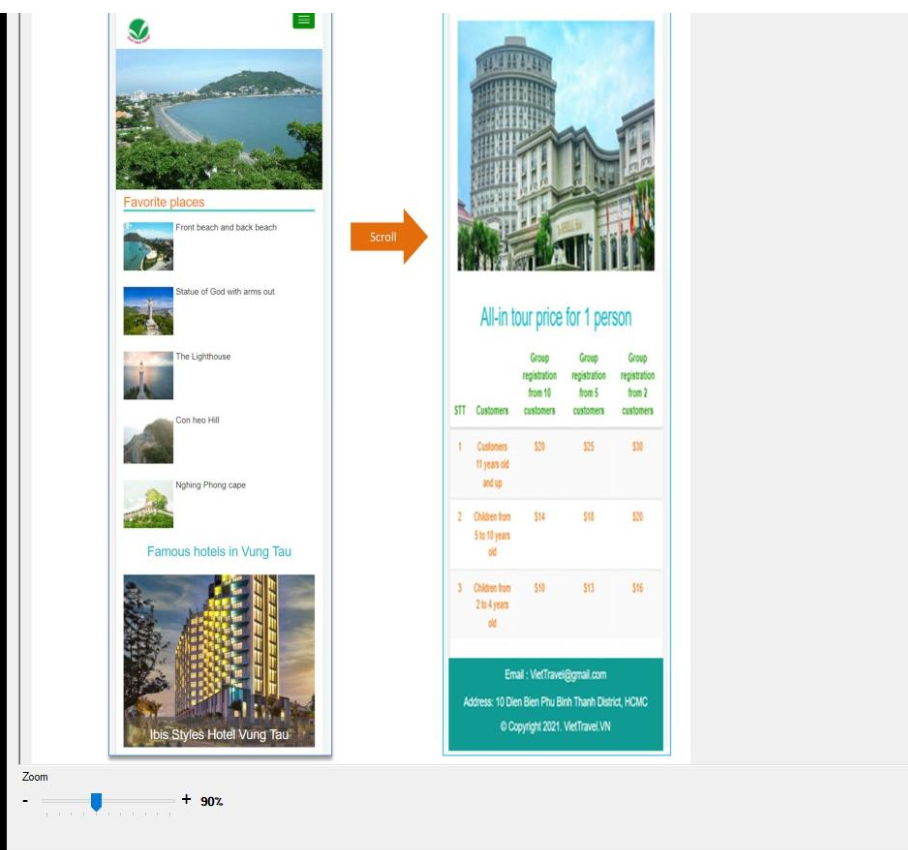 Favorite places
Front beach and back beach
Statue of God with arms out
The Lighthouse
Con heo Hill
Nghing Phong cape
Famous hotels in Vung Tau
Ibis Styles Hotel Vung Tau
Scroll
All-in tour price for 1 person
STT Customers Group registration from 10 customers Group registration from 5 customers Group registration from 2 customers
1 Customers 11 years old and up $20 $25 $30
2 Children from 5 to 10 years old $14 $18 $20
3 Children from 2 to 4 years old $10 $13 $16
Email : VietTravel@gmail.com
Address: 10 Dien Bien Phu Binh Thanh District, HCMC
© Copyright 2021. VietTravel.VN
Zoom
- + 90%